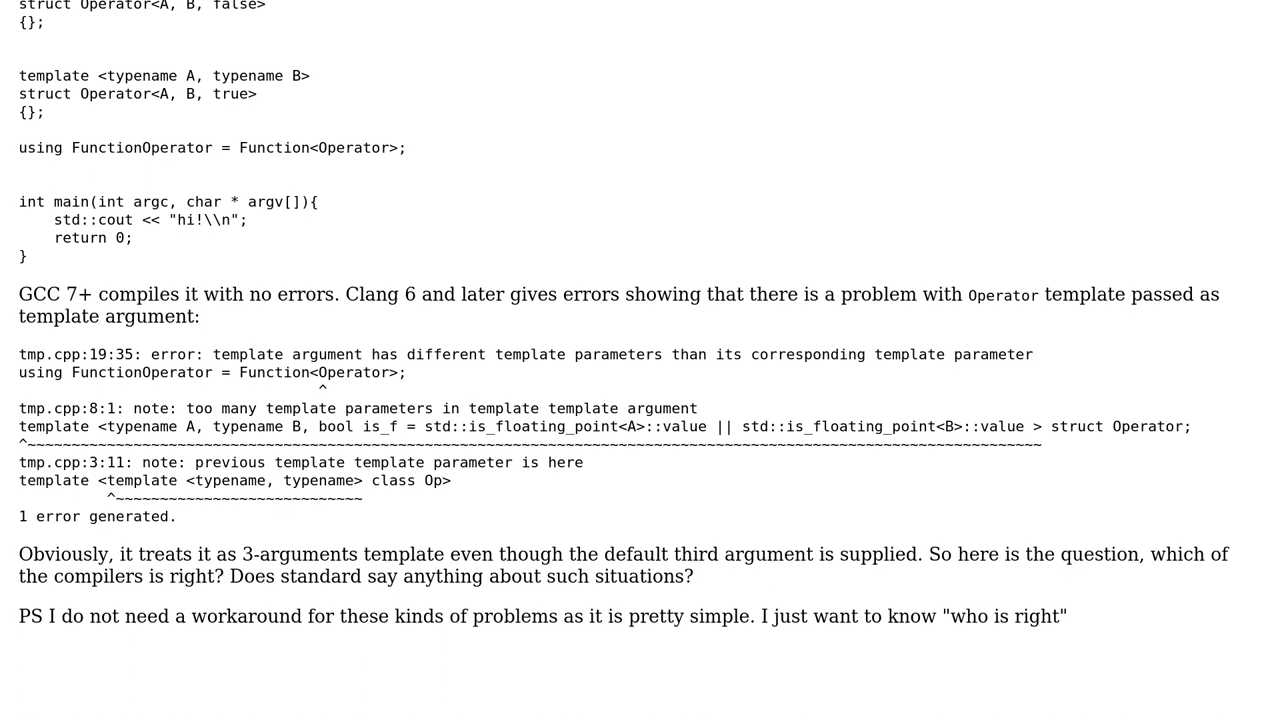 struct Operator<A, B, false>
{};
template <typename A, typename B>
struct Operator<A, B, true>
{};
using FunctionOperator = Function<Operator>;
int main(int argc, char * argv[]){
    std::cout << "hi!\\n";
    return 0;
}
GCC 7+ compiles it with no errors. Clang 6 and later gives errors showing that there is a problem with Operator template passed as
template argument:
tmp.cpp:19:35: error: template argument has different template parameters than its corresponding template parameter
using FunctionOperator = Function<Operator>;
                                  ^
tmp.cpp:8:1: note: too many template parameters in template template argument
template <typename A, typename B, bool is_f = std::is_floating_point<A>::value || std::is_floating_point<B>::value > struct Operator;
^~~~~~~~~~~~~~~~~~~~~~~~~~~~~~~~~~~~~~~~~~~~~~~~~~~~~~~~~~~~~~~~~~~~~~~~~~~~~~~~~~~~~~~~~~~~~~~~~~~~~~~~~~~~~~~~~~~~
tmp.cpp:3:11: note: previous template template parameter is here
template <template <typename, typename> class Op>
          ^~~~~~~~~~~~~~~~~~~~~~~~~~~~~
1 error generated.
Obviously, it treats it as 3-arguments template even though the default third argument is supplied. So here is the question, which of
the compilers is right? Does standard say anything about such situations?
PS I do not need a workaround for these kinds of problems as it is pretty simple. I just want to know "who is right"